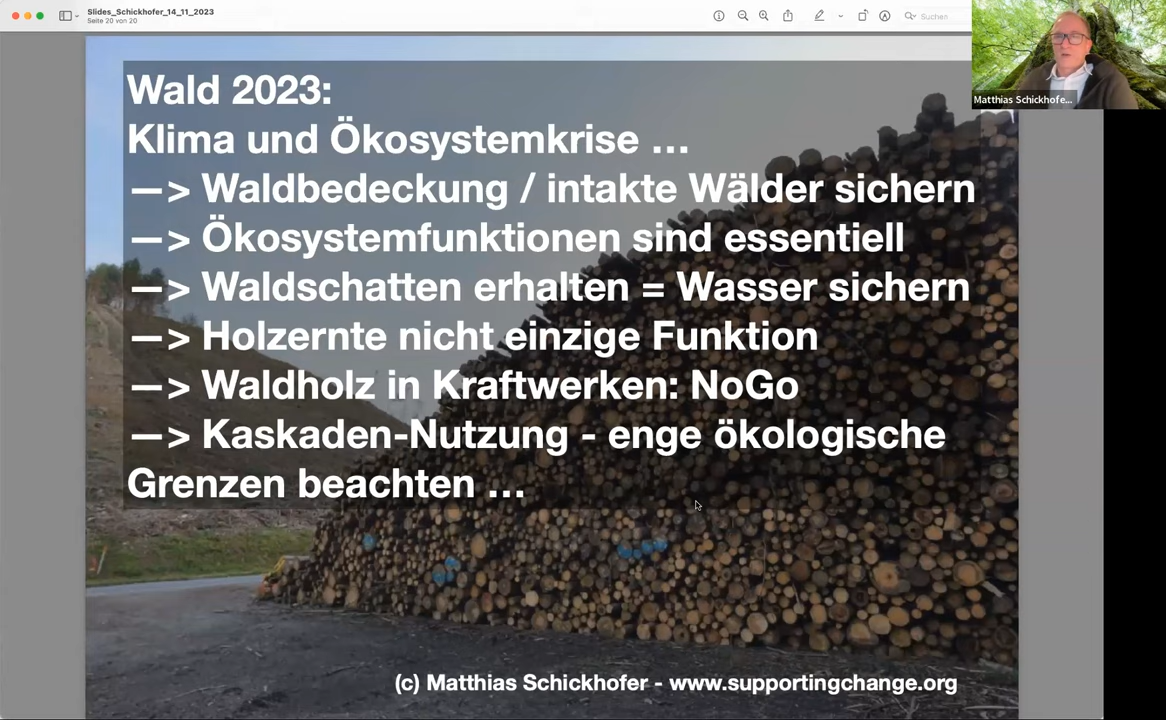 Slides_Schickhofer_14_11_2023
Seite 20 von 20
Suchen
Matthias Schickhofe...
Wald 2023:
Klima und Ökosystemkrise ...
—> Waldbedeckung / intakte Wälder sichern
—> Ökosystemfunktionen sind essentiell
—> Waldschatten erhalten = Wasser sichern
—> Holzernte nicht einzige Funktion
—> Waldholz in Kraftwerken: NoGo
—> Kaskaden-Nutzung - enge ökologische
Grenzen beachten ...
(c) Matthias Schickhofer - www.supportingchange.org